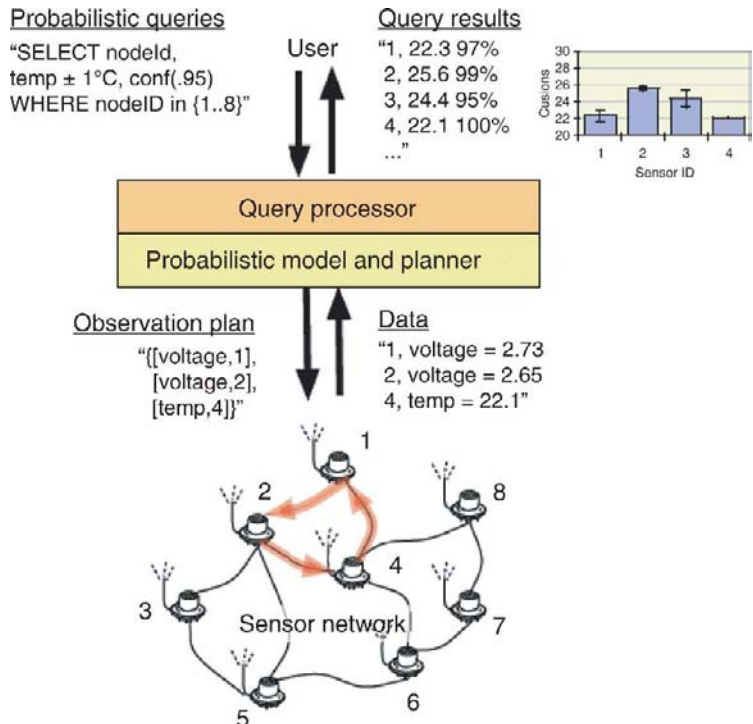 Probabilistic queries
“SELECT nodeId,
temp ± 1°C, conf(.95)
WHERE nodeID in {1..8}”
User
Query results
“1, 22.3 97%
2, 25.6 99%
3, 24.4 95%
4, 22.1 100%
...”
Cusions
30
28
26
24
22
20
1 2 3 4
Sensor ID
Query processor
Probabilistic model and planner
Observation plan
“{[voltage,1],
[voltage,2],
[temp,4]}”
Data
“1, voltage = 2.73
2, voltage = 2.65
4, temp = 22.1”
1
2
8
4
3
7
Sensor network
5
6